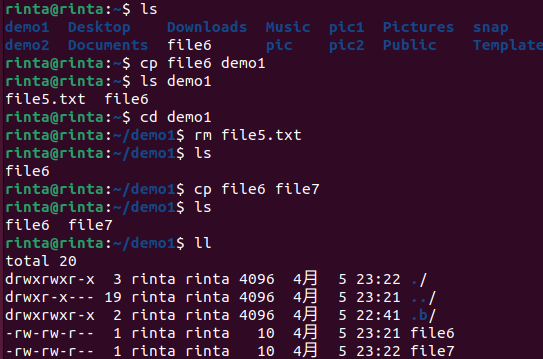 rinta@rinta:~$ ls
demo1  Desktop    Downloads  Music  pic1  Pictures  snap
demo2  Documents  file6      pic    pic2  Public    Template
rinta@rinta:~$ cp file6 demo1
rinta@rinta:~$ ls demo1
file5.txt  file6
rinta@rinta:~$ cd demo1
rinta@rinta:~/demo1$ rm file5.txt
rinta@rinta:~/demo1$ ls
file6
rinta@rinta:~/demo1$ cp file6 file7
rinta@rinta:~/demo1$ ls
file6  file7
rinta@rinta:~/demo1$ ll
total 20
drwxrwxr-x  3 rinta rinta 4096  4月  5 23:22 ./
drwxr-x--- 19 rinta rinta 4096  4月  5 23:21 ../
drwxrwxr-x  2 rinta rinta 4096  4月  5 22:41 .b/
-rw-rw-r--  1 rinta rinta   10  4月  5 23:21 file6
-rw-rw-r--  1 rinta rinta   10  4月  5 23:22 file7